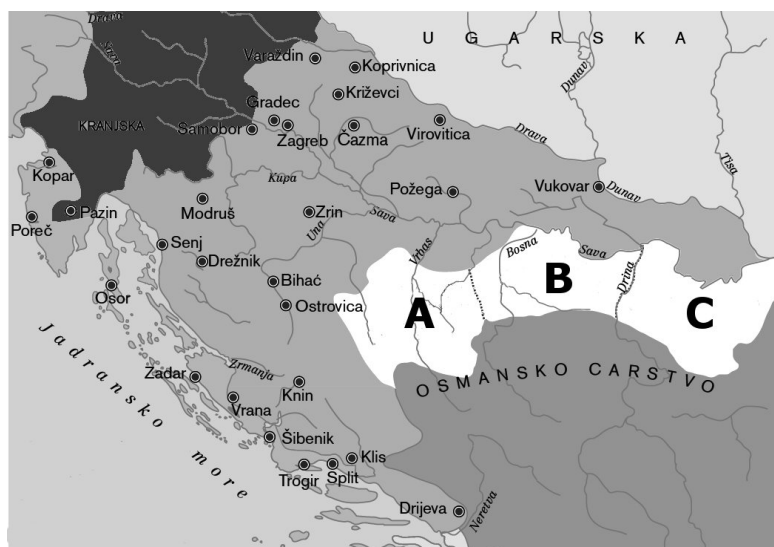 Drava
Sava
UGARSKA
Varaždin
Koprivnica
Dunav
Križevci
Gradec
KRANJSKA
Samobor
Zagreb
Čazma
Virovitica
Drava
Tisa
Kopar
Kupa
Požega
Vukovar
Dunav
Pazin
Modruš
Zrin
Sava
Poreč
Una
Senj
Drežnik
Vrbas
Bosna
Sava
Drina
Bihać
Osor
Ostrovica
A
B
C
Jadransko more
Zrmanja
Zadar
Knin
OSMANSKO CARSTVO
Vrana
Šibenik
Klis
Trogir
Split
Drijeva
Neretva